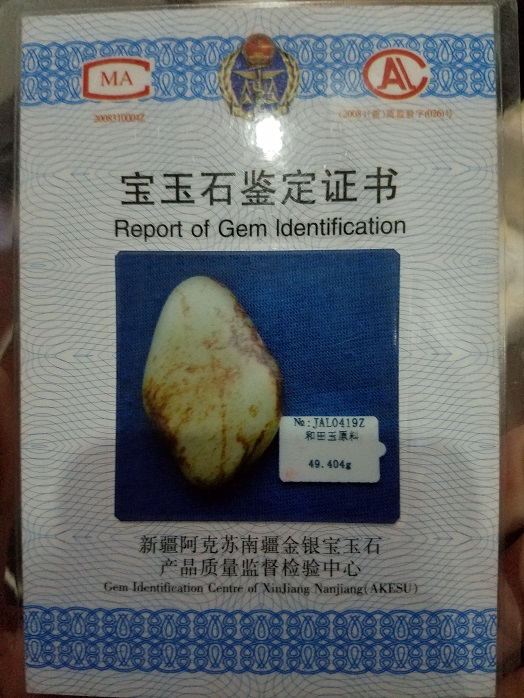 MA
2008310004Z
AL
宝玉石鉴定证书
Report of Gem Identification
№:JAL0419Z
和田玉原料
49.404g
新疆阿克苏南疆金银宝玉石
产品质量监督检验中心
Gem Identification Centre of XinJiang Nanjiang(AKESU)